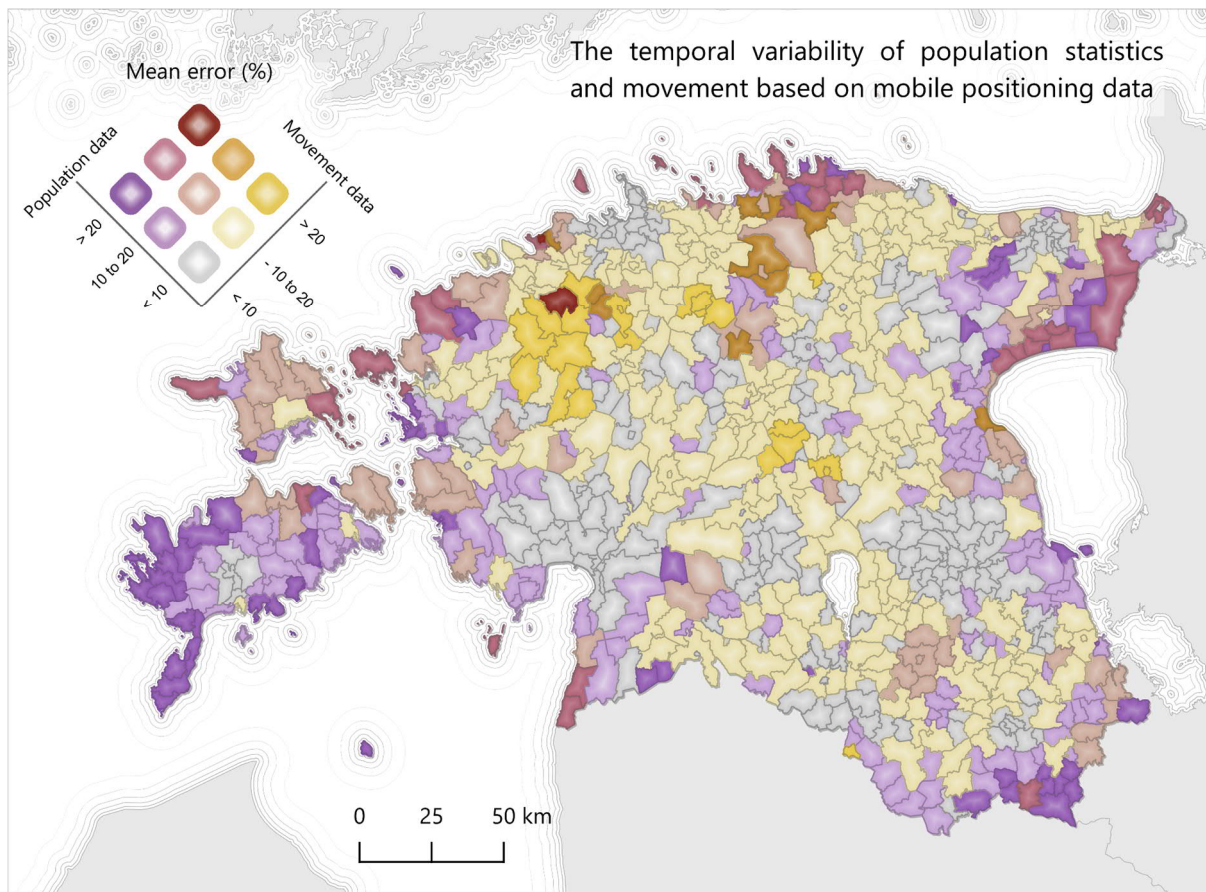 The temporal variability of population statistics
and movement based on mobile positioning data
Mean error (%)
Population data
Movement data
> 20
10 to 20
< 10
< 10
- 10 to 20
> 20
0 25 50 km